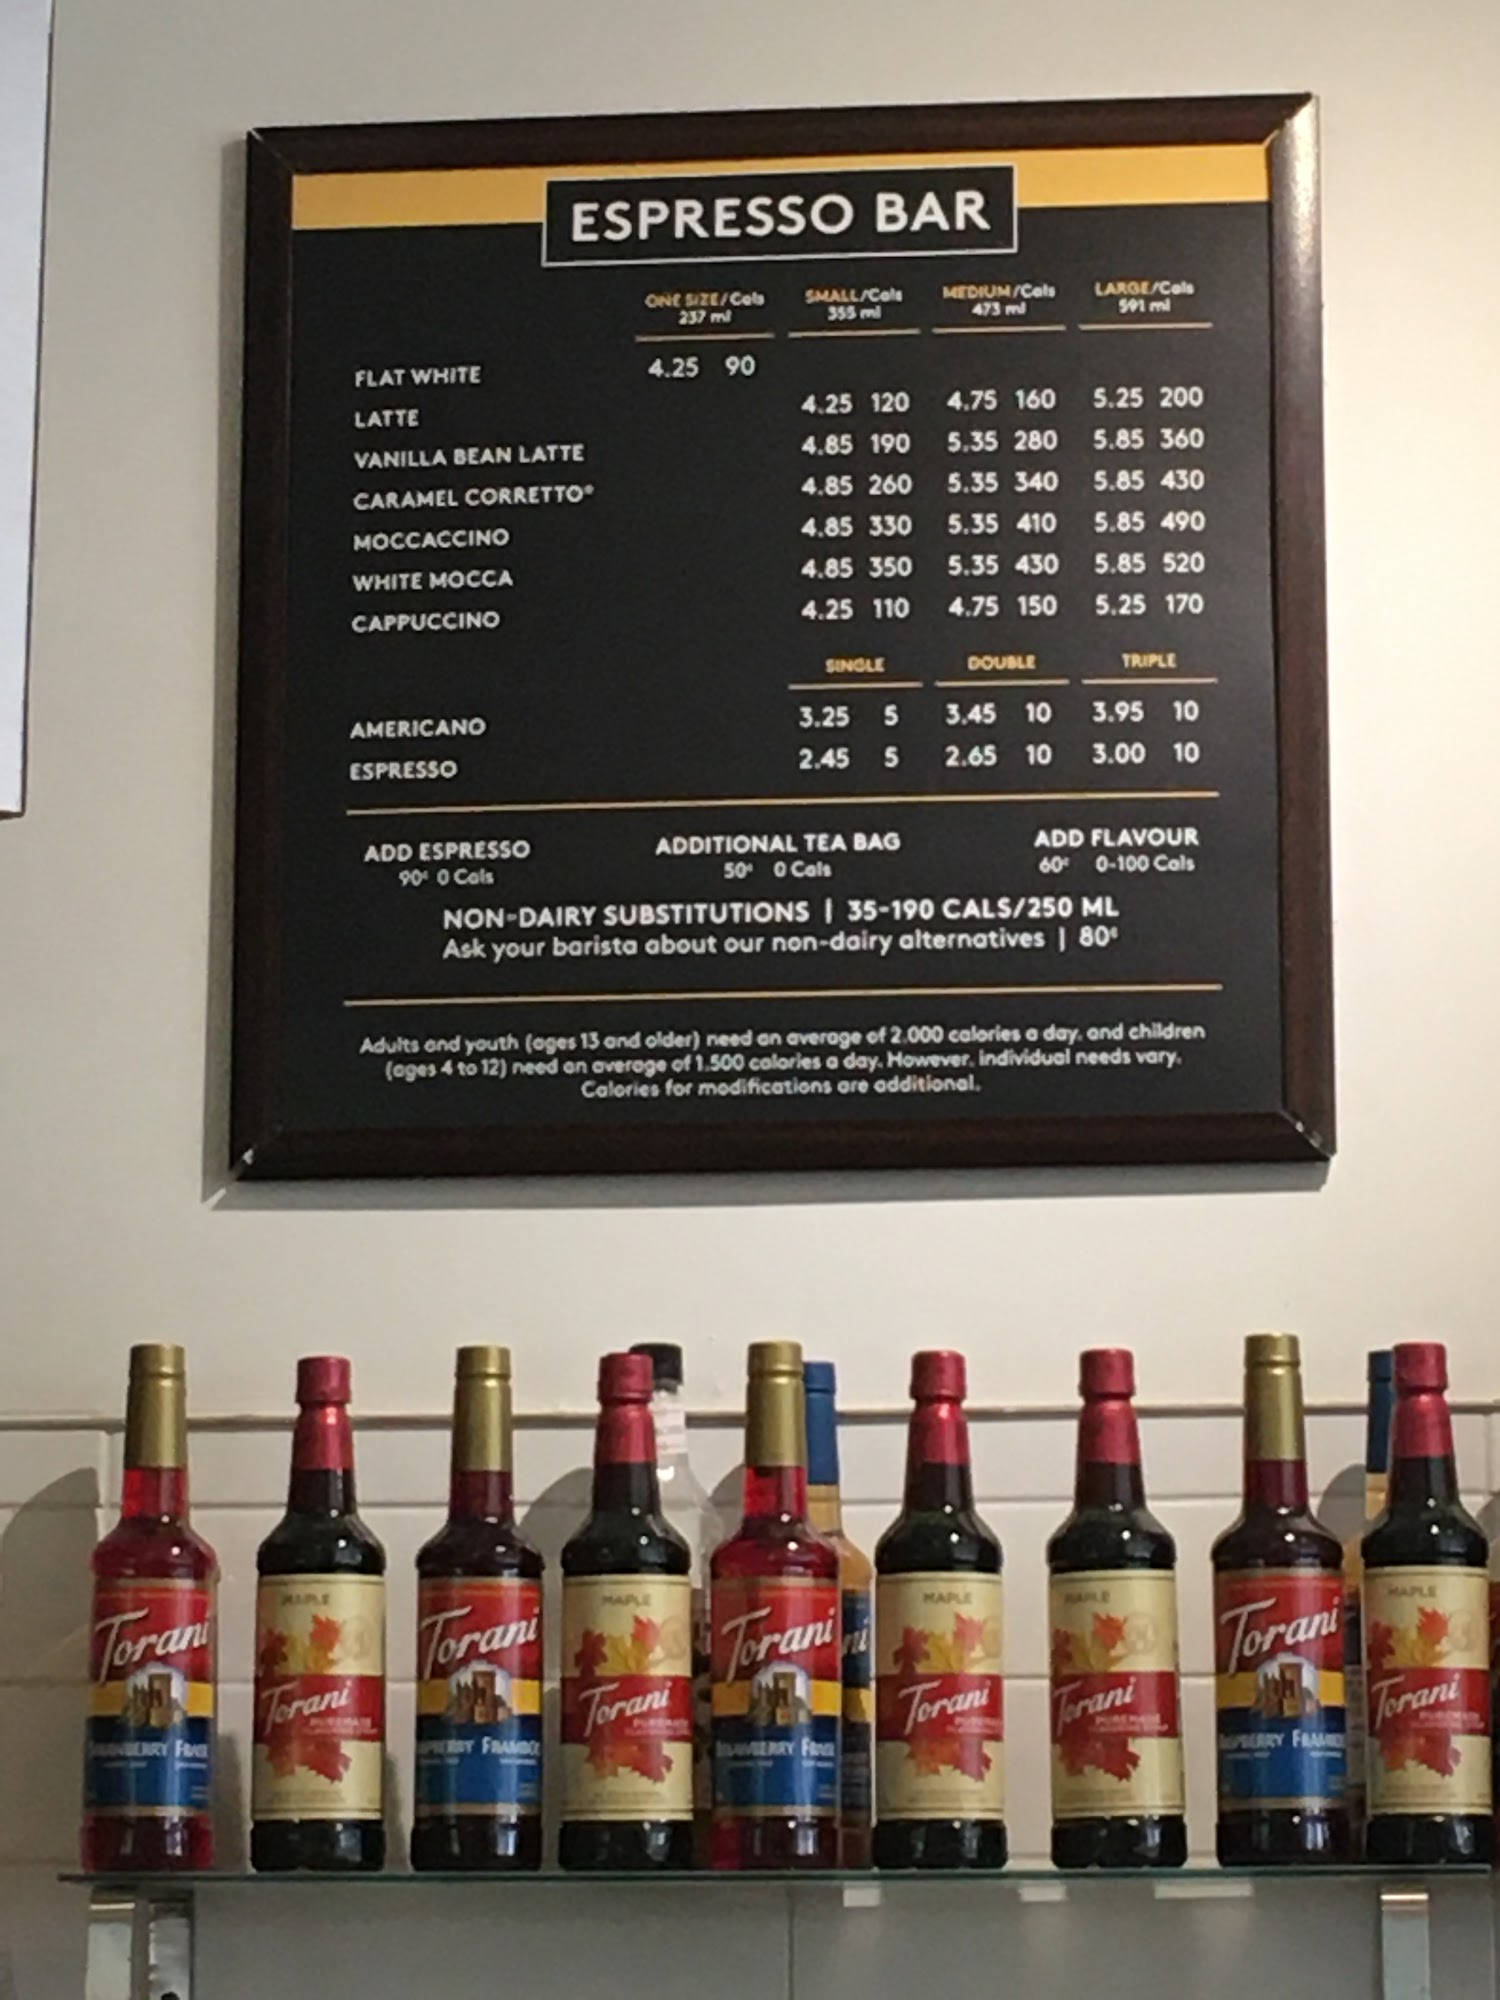 ESPRESSO BAR
ONE SIZE/Cals SMALL/Cals MEDIUM/Cals LARGE/Cals
237 ml 355 ml 473 ml 591 ml
FLAT WHITE 4.25 90
LATTE 4.25 120 4.75 160 5.25 200
VANILLA BEAN LATTE 4.85 190 5.35 280 5.85 360
CARAMEL CORRETTO® 4.85 260 5.35 340 5.85 430
MOCCACCINO 4.85 330 5.35 410 5.85 490
WHITE MOCCA 4.85 350 5.35 430 5.85 520
CAPPUCCINO 4.25 110 4.75 150 5.25 170
SINGLE DOUBLE TRIPLE
AMERICANO 3.25 5 3.45 10 3.95 10
ESPRESSO 2.45 5 2.65 10 3.00 10
ADD ESPRESSO ADDITIONAL TEA BAG ADD FLAVOUR
90¢ 0 Cals 50¢ 0 Cals 60¢ 0-100 Cals
NON-DAIRY SUBSTITUTIONS | 35-190 CALS/250 ML
Ask your barista about our non-dairy alternatives | 80¢
Adults and youth (ages 13 and older) need an average of 2,000 calories a day, and children
(ages 4 to 12) need an average of 1,500 calories a day. However, individual needs vary.
Calories for modifications are additional.
MAPLE MAPLE MAPLE MAPLE MAPLE
Torani Torani Torani Torani Torani Torani Torani Torani Torani
PUREMADE